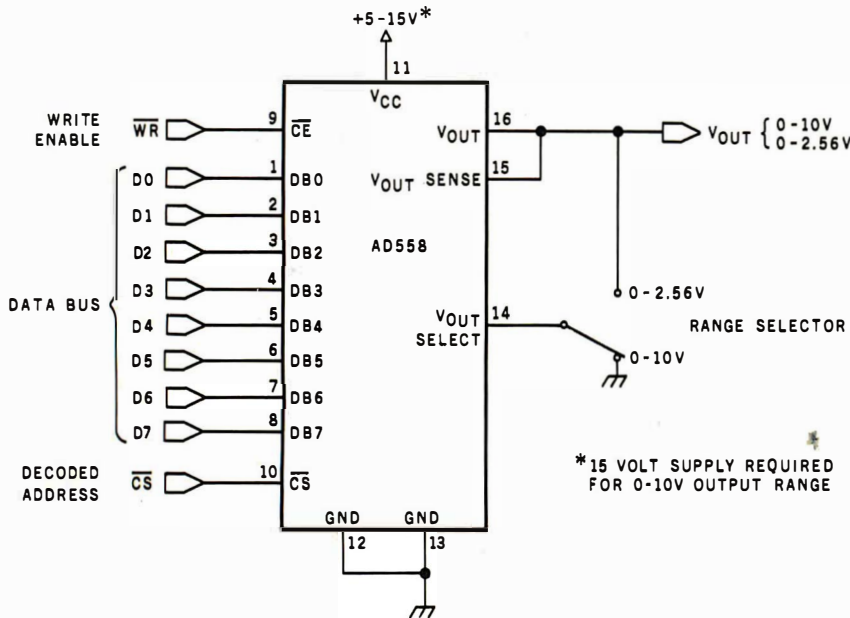 +5-15V*
11
VCC
WRITE ENABLE
WR
9
CE
VOUT
16
VOUT { 0-10V
0-2.56V
D0
1
DB0
VOUT SENSE
15
D1
2
DB1
D2
3
DB2
AD558
DATA BUS
D3
4
DB3
0-2.56V
D4
5
DB4
VOUT SELECT
14
RANGE SELECTOR
D5
6
DB5
0-10V
D6
7
DB6
D7
8
DB7
DECODED ADDRESS
CS
10
CS
*15 VOLT SUPPLY REQUIRED
FOR 0-10V OUTPUT RANGE
GND
GND
12
13